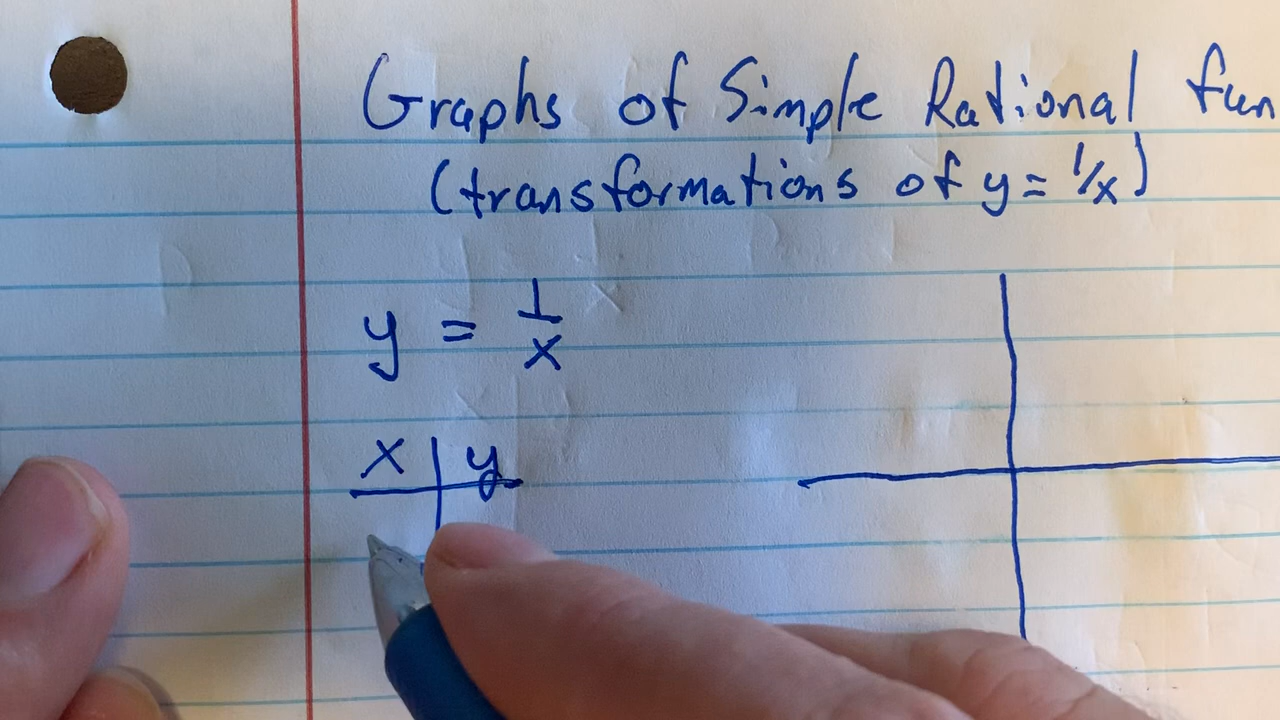 Graphs of Simple Rational fun
(transformations of y = 1/x)
y = 1/x
x | y